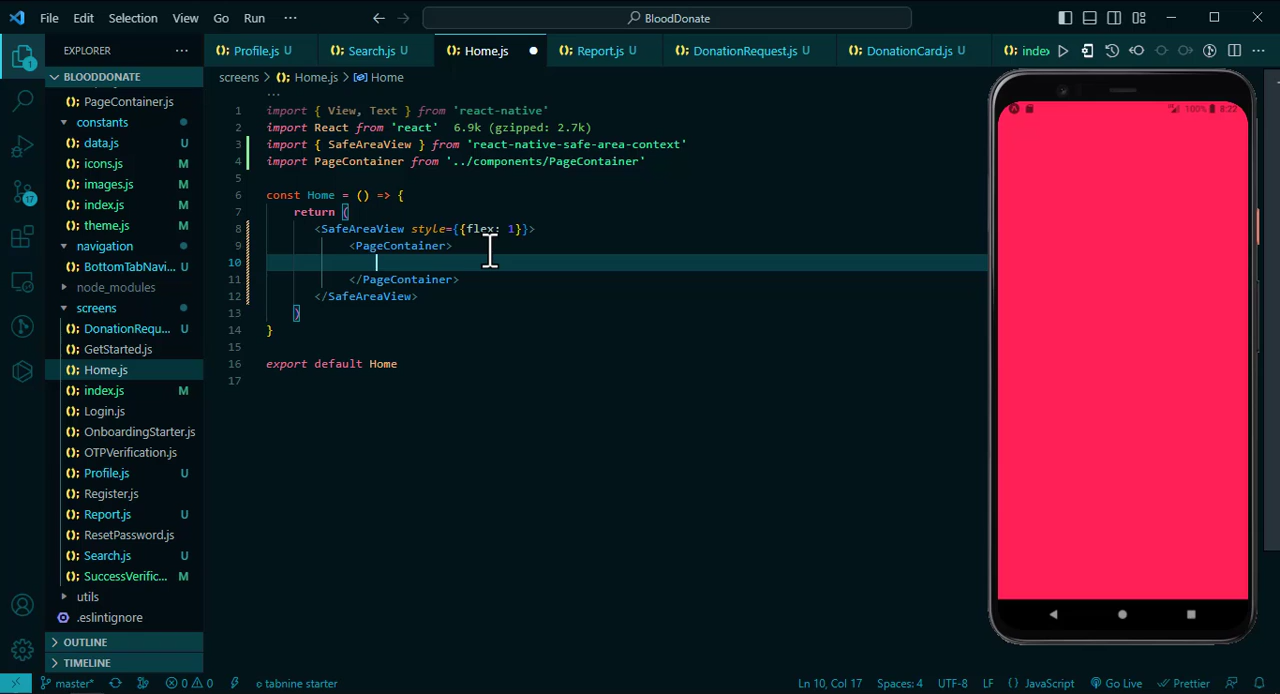 File Edit Selection View Go Run ··· BloodDonate
EXPLORER ···
Profile.js U Search.js U Home.js ● Report.js U DonationRequest.js U DonationCard.js U index
BLOODDONATE
screens > Home.js > Home
PageContainer.js
constants
data.js U
icons.js M
images.js M
index.js M
theme.js M
navigation
BottomTabNavi... U
node_modules
screens
DonationRequ... U
GetStarted.js
Home.js
index.js M
Login.js
OnboardingStarter.js
OTPVerification.js
Profile.js U
Register.js
Report.js U
ResetPassword.js
Search.js U
SuccessVerific... M
utils
.eslintignore
OUTLINE
TIMELINE
1 import { View, Text } from 'react-native'
2 import React from 'react' 6.9k (gzipped: 2.7k)
3 import { SafeAreaView } from 'react-native-safe-area-context'
4 import PageContainer from '../components/PageContainer'
5
6 const Home = () => {
7 return (
8 <SafeAreaView style={{flex: 1}}>
9 <PageContainer>
10
11 </PageContainer>
12 </SafeAreaView>
13 )
14 }
15
16 export default Home
17
100% 8:22
1
17
master* 0 0 tabnine starter Ln 10, Col 17 Spaces: 4 UTF-8 LF JavaScript Go Live Prettier